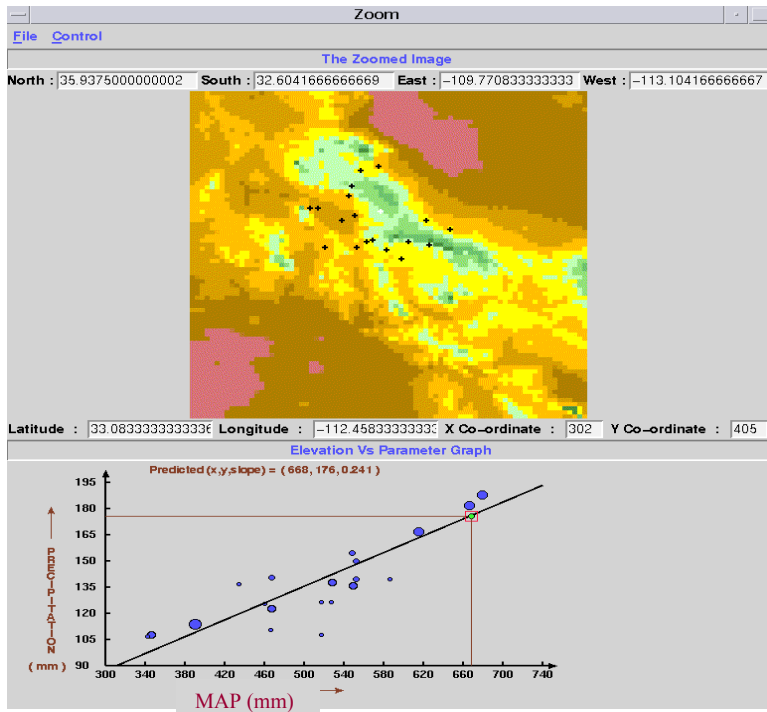 Zoom
File Control
The Zoomed Image
North : 35.9375000000002 South : 32.6041666666669 East : -109.770833333333 West : -113.104166666667
Latitude : 33.0833333333333 Longitude : -112.458333333333 X Co-ordinate : 302 Y Co-ordinate : 405
Elevation Vs Parameter Graph
Predicted (x,y,slope) = ( 668, 176, 0.241 )
195
180
165
150
135
120
105
90
PRECIPITATION
( mm )
300 340 380 420 460 500 540 580 620 660 700 740
MAP (mm)